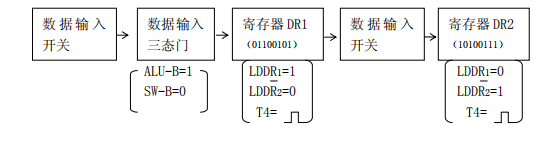 数据输入
开关
数据输入
三态门
寄存器 DR1
(01100101)
数据输入
开关
寄存器 DR2
(10100111)
ALU-B=1
SW-B=0
LDDR1=1
LDDR2=0
T4=
LDDR1=0
LDDR2=1
T4=